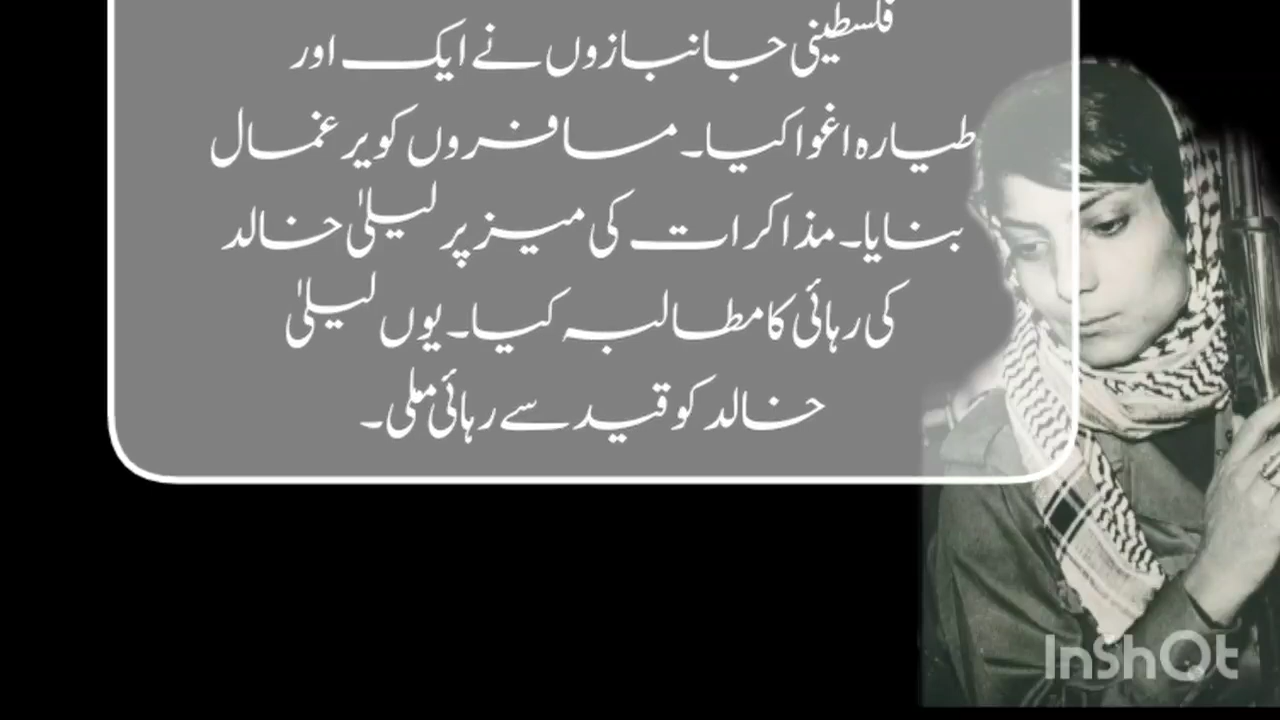 فلسطینی جانبازوں نے ایک اور
طیارہ اغوا کیا۔ مسافروں کو یرغمال
بنایا۔ مذاکرات کی میز پر لیلیٰ خالد
کی رہائی کا مطالبہ کیا۔ یوں لیلیٰ
خالد کو قید سے رہائی ملی۔
InShOt